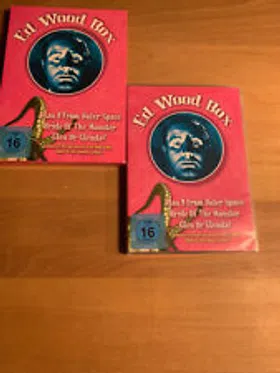 Ed Wood Box
Plan 9 From Outer Space
Bride Of The Monster
Glen Or Glenda?
16
Ed Wood Box
Plan 9 From Outer Space
Bride Of The Monster
Glen Or Glenda?
16